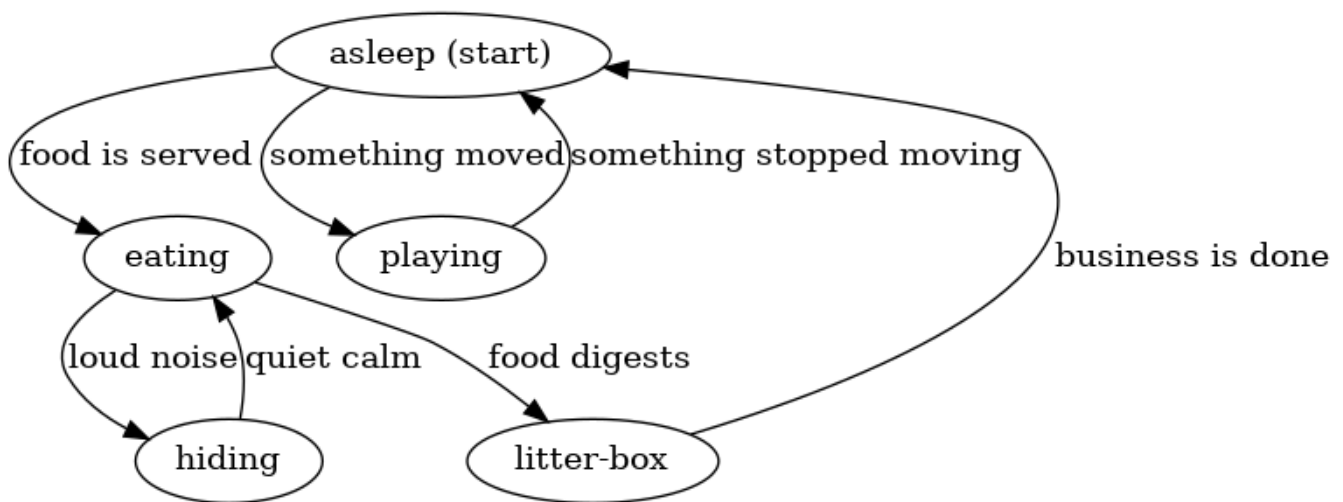 asleep (start)
food is served
something moved
something stopped moving
eating
playing
business is done
loud noise
quiet calm
food digests
hiding
litter-box